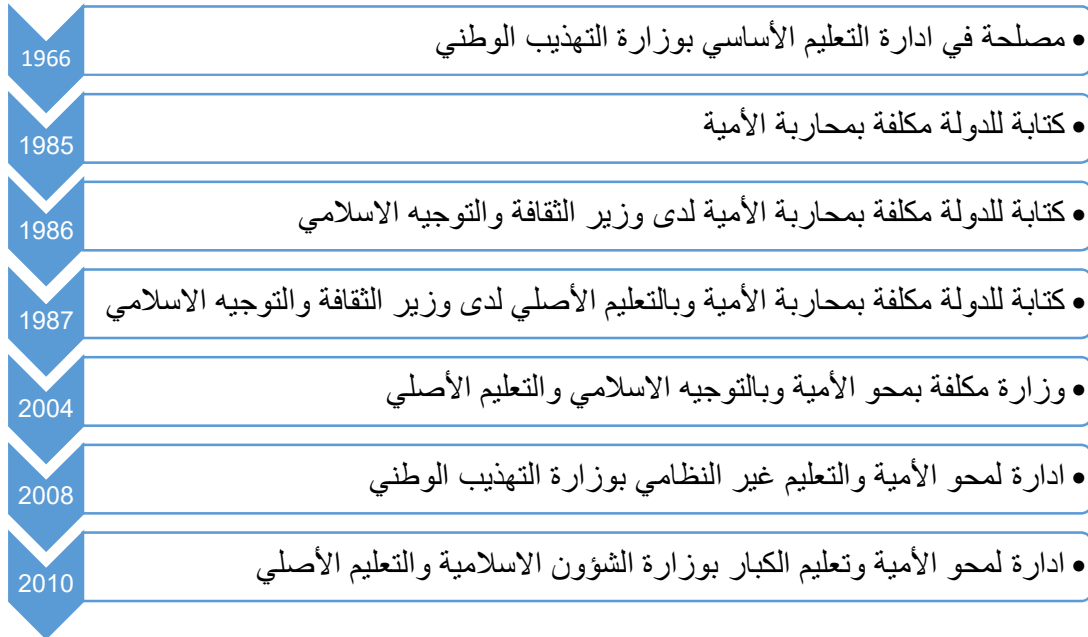 1966
• مصلحة في ادارة التعليم الأساسي بوزارة التهذيب الوطني
1985
• كتابة للدولة مكلفة بمحاربة الأمية
1986
• كتابة للدولة مكلفة بمحاربة الأمية لدى وزير الثقافة والتوجيه الاسلامي
1987
• كتابة للدولة مكلفة بمحاربة الأمية وبالتعليم الأصلي لدى وزير الثقافة والتوجيه الاسلامي
2004
• وزارة مكلفة بمحو الأمية وبالتوجيه الاسلامي والتعليم الأصلي
2008
• ادارة لمحو الأمية والتعليم غير النظامي بوزارة التهذيب الوطني
2010
• ادارة لمحو الأمية وتعليم الكبار بوزارة الشؤون الاسلامية والتعليم الأصلي